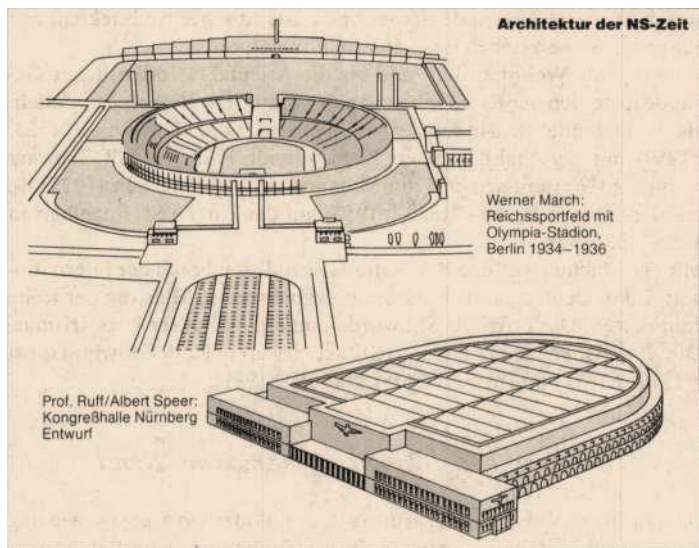 Architektur der NS-Zeit
Werner March:
Reichssportfeld mit
Olympia-Stadion,
Berlin 1934–1936
Prof. Ruff/Albert Speer:
Kongreßhalle Nürnberg
Entwurf